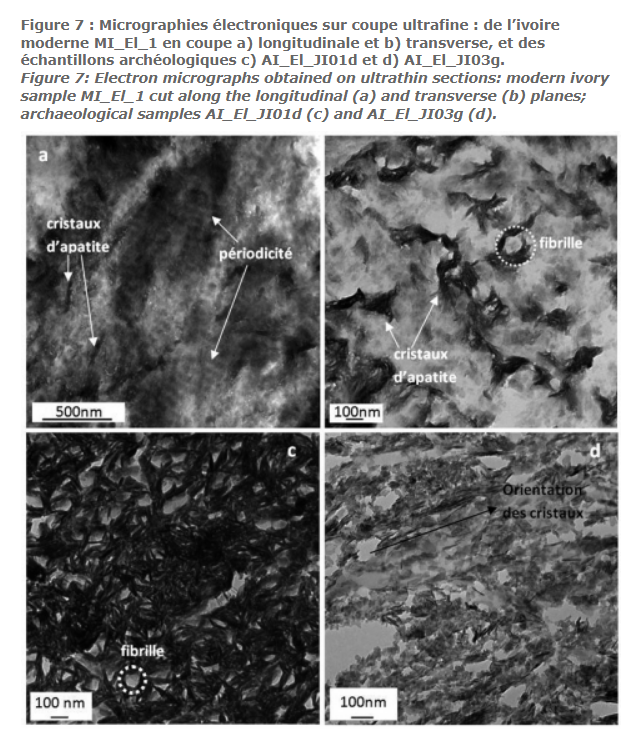 Figure 7 : Micrographies électroniques sur coupe ultrafine : de l’ivoire
moderne MI_El_1 en coupe a) longitudinale et b) transverse, et des
échantillons archéologiques c) AI_El_JI01d et d) AI_El_JI03g.
Figure 7: Electron micrographs obtained on ultrathin sections: modern ivory
sample MI_El_1 cut along the longitudinal (a) and transverse (b) planes;
archaeological samples AI_El_JI01d (c) and AI_El_JI03g (d).
a
cristaux
d’apatite
périodicité
500nm
fibrille
cristaux
d’apatite
100nm
c
fibrille
100 nm
d
Orientation
des cristaux
100nm